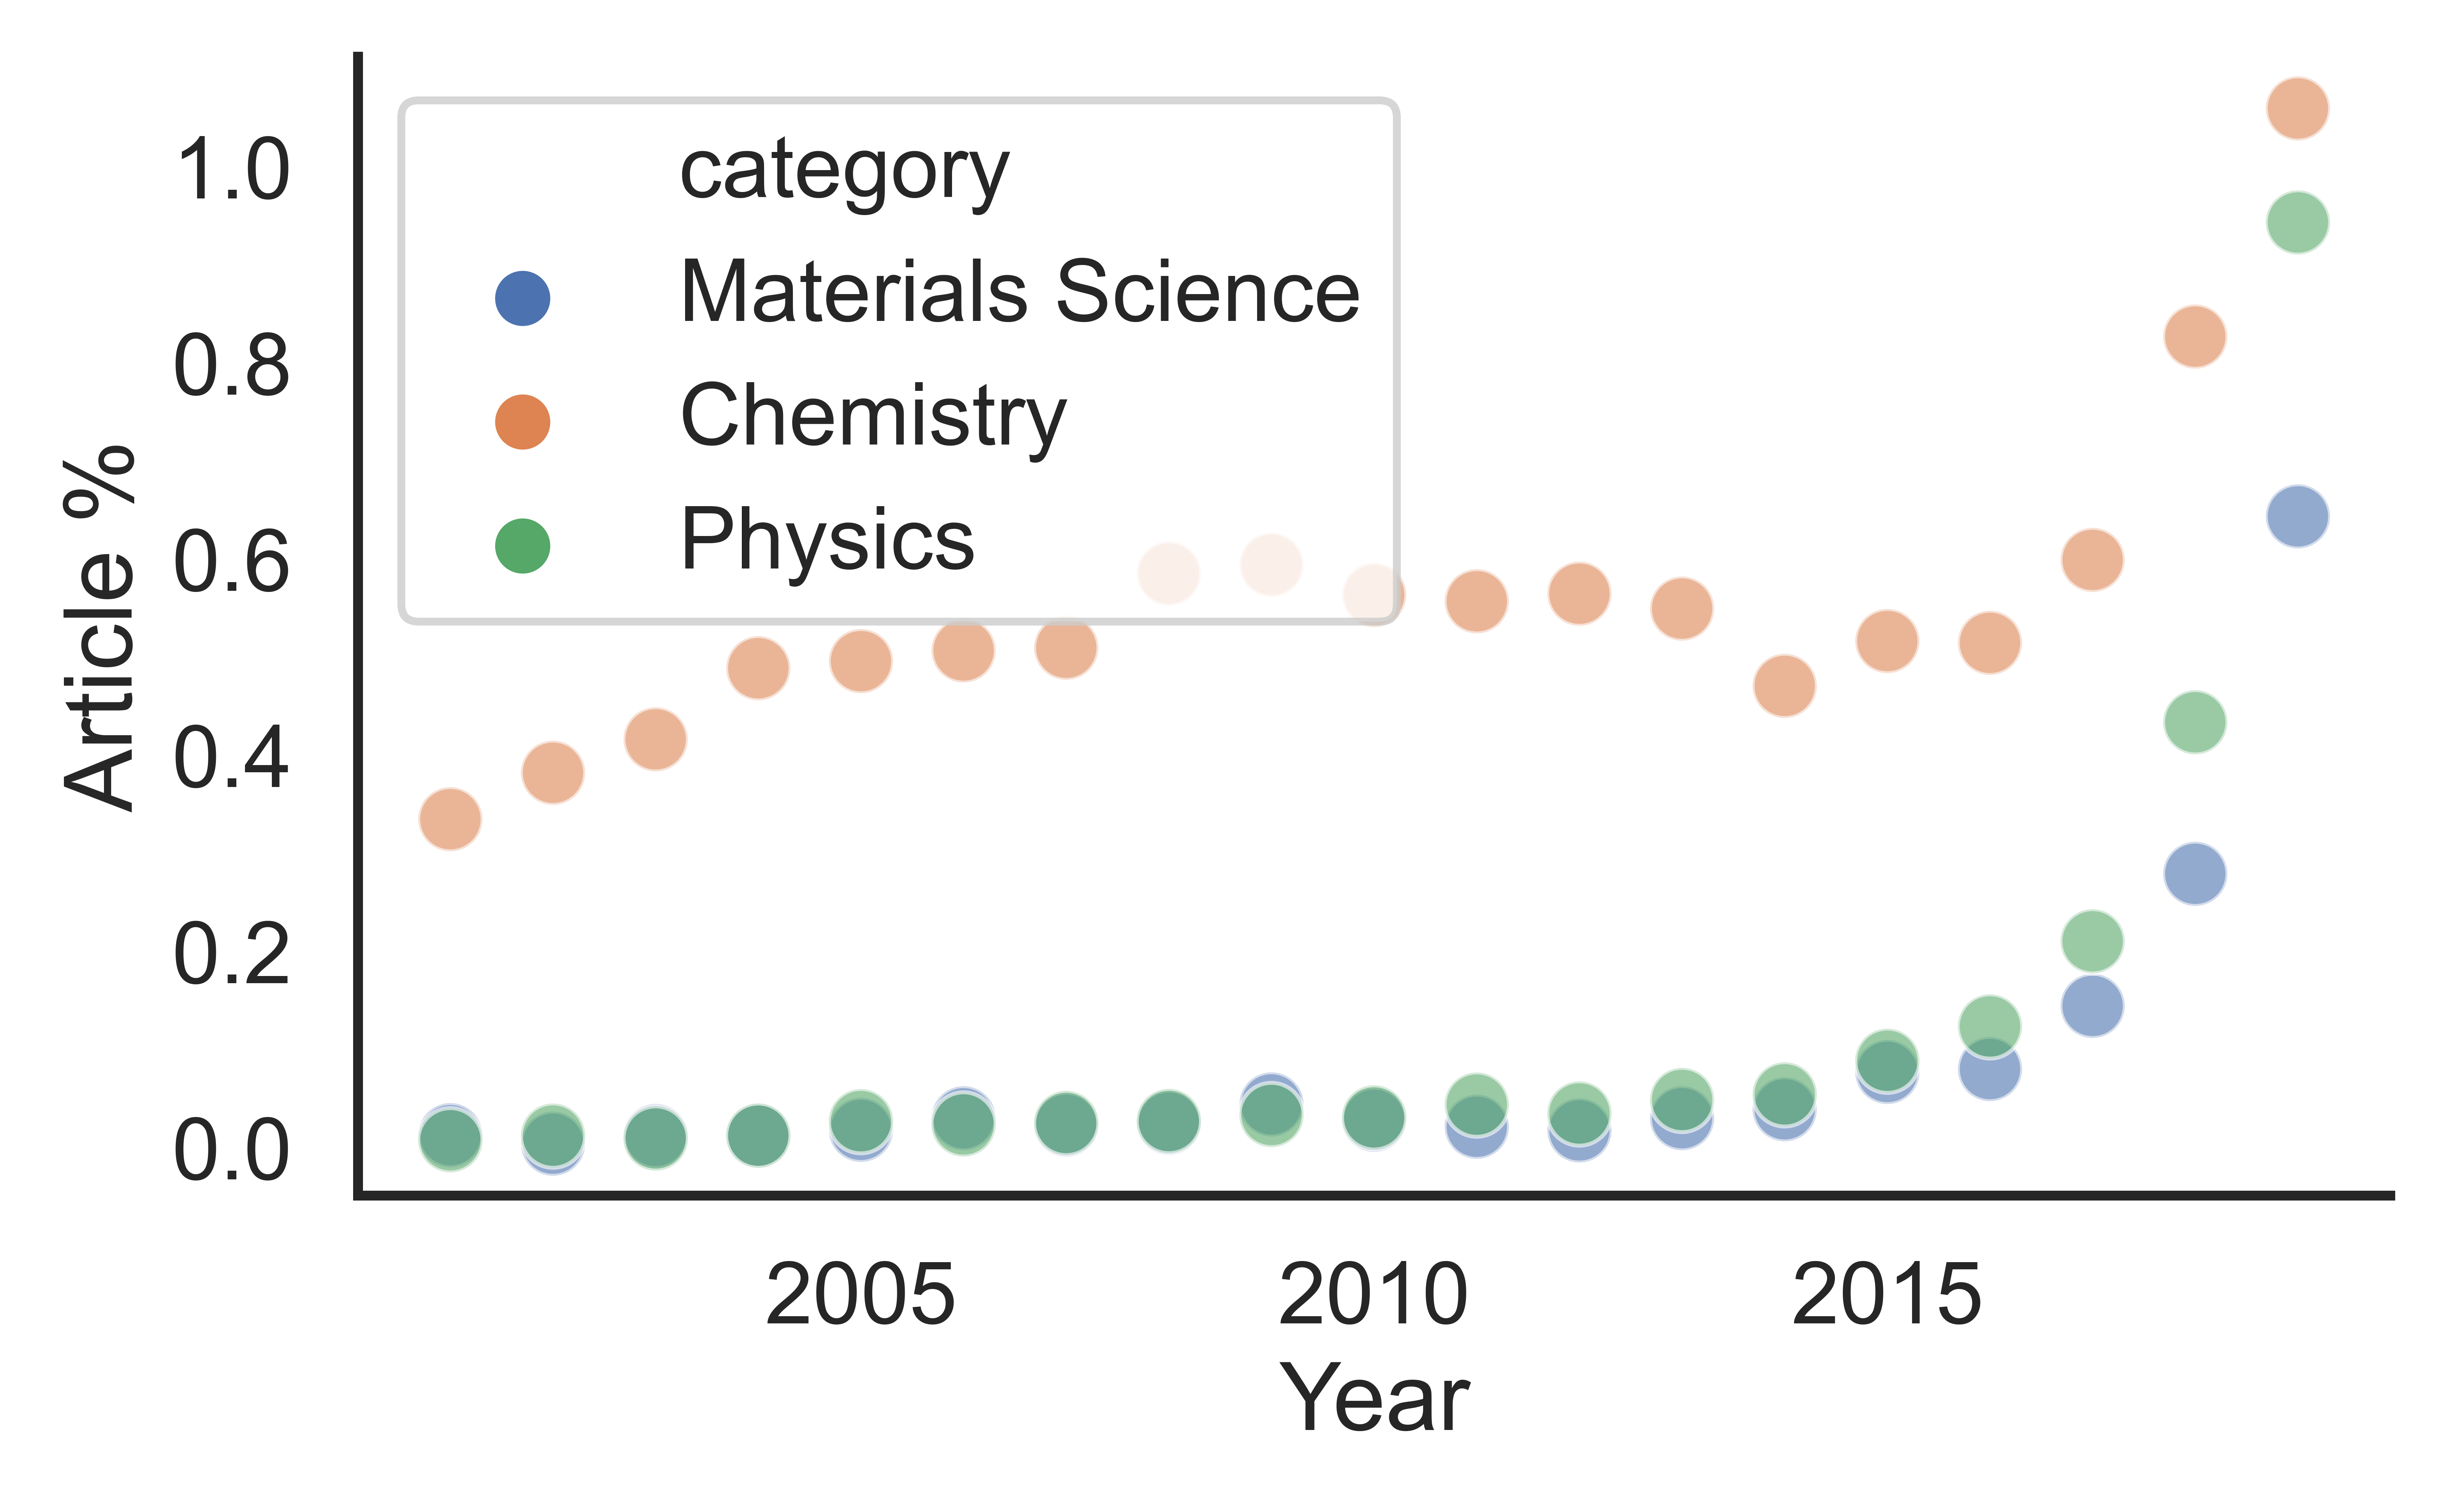 1.0
0.8
0.6
0.4
0.2
0.0
Article %
category
Materials Science
Chemistry
Physics
2005 2010 2015
Year